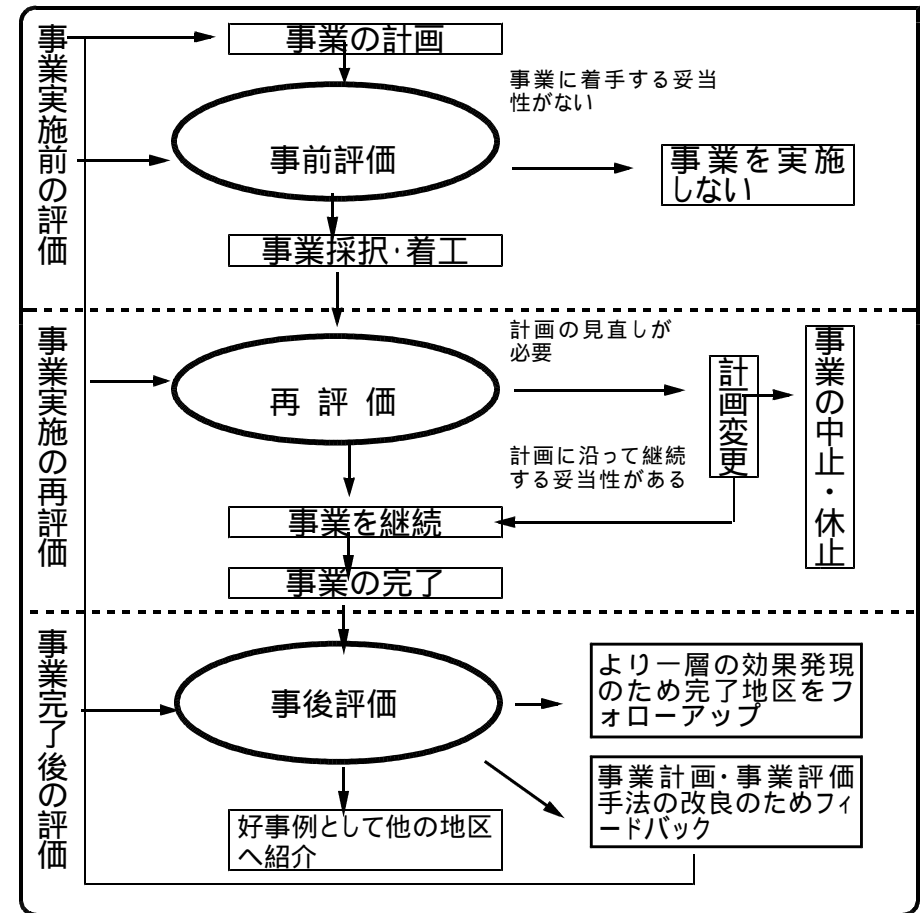 事業実施前の評価
事業の計画
事業に着手する妥当
性がない
事前評価
事業を実施
しない
事業採択・着工
事業実施の再評価
計画の見直しが
必要
再評価
計画変更
事業の中止・休止
計画に沿って継続
する妥当性がある
事業を継続
事業の完了
事業完了後の評価
事後評価
より一層の効果発現
のため完了地区をフ
ォローアップ
事業計画・事業評価
手法の改良のためフィ
ードバック
好事例として他の地区
へ紹介